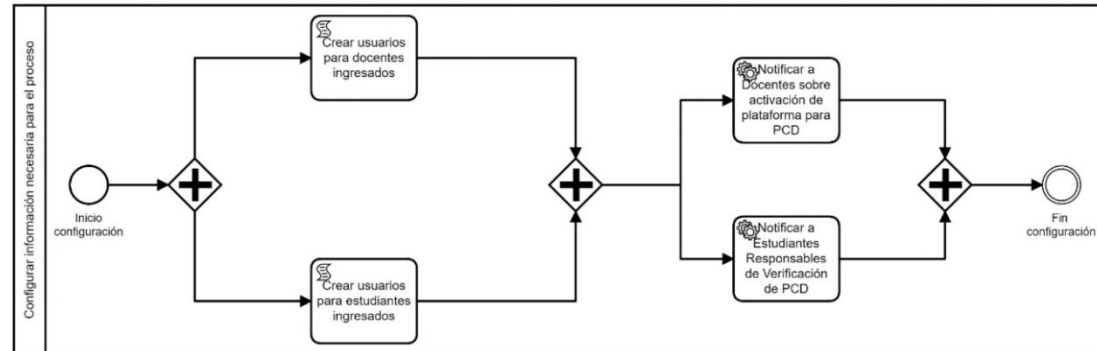 Configurar información necesaria para el proceso
Inicio
configuración
Crear usuarios
para docentes
ingresados
Crear usuarios
para estudiantes
ingresados
Notificar a
Docentes sobre
activación de
plataforma para
PCD
Notificar a
Estudiantes
Responsables
de Verificación
de PCD
Fin
configuración